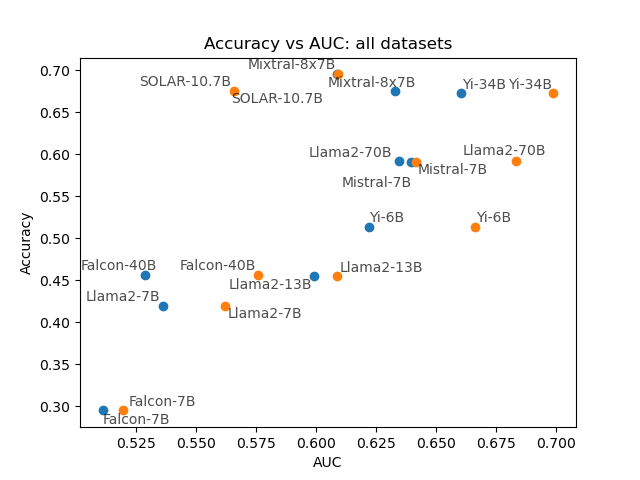 Accuracy vs AUC: all datasets
Mixtral-8x7B
SOLAR-10.7B
Mixtral-8x7B
Yi-34B
Yi-34B
SOLAR-10.7B
Llama2-70B
Llama2-70B
Mistral-7B
Mistral-7B
Yi-6B
Yi-6B
Falcon-40B
Falcon-40B
Llama2-13B
Llama2-13B
Llama2-7B
Llama2-7B
Falcon-7B
Falcon-7B
Accuracy
0.70
0.65
0.60
0.55
0.50
0.45
0.40
0.35
0.30
0.525
0.550
0.575
0.600
0.625
0.650
0.675
0.700
AUC